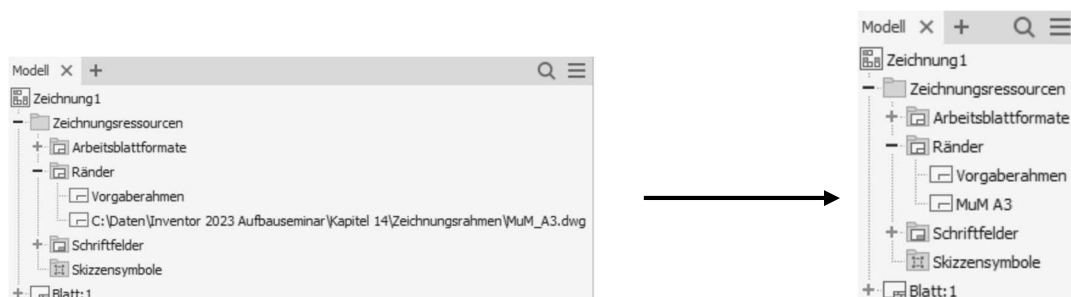 Modell × +
Zeichnung1
Zeichnungsressourcen
Arbeitsblattformate
Ränder
Vorgaberahmen
C:\Daten\Inventor 2023 Aufbauseminar\Kapitel 14\Zeichnungsrahmen\MuM_A3.dwg
Schriftfelder
Skizzensymbole
Blatt:1
Modell × +
Zeichnung1
Zeichnungsressourcen
Arbeitsblattformate
Ränder
Vorgaberahmen
MuM A3
Schriftfelder
Skizzensymbole
Blatt:1